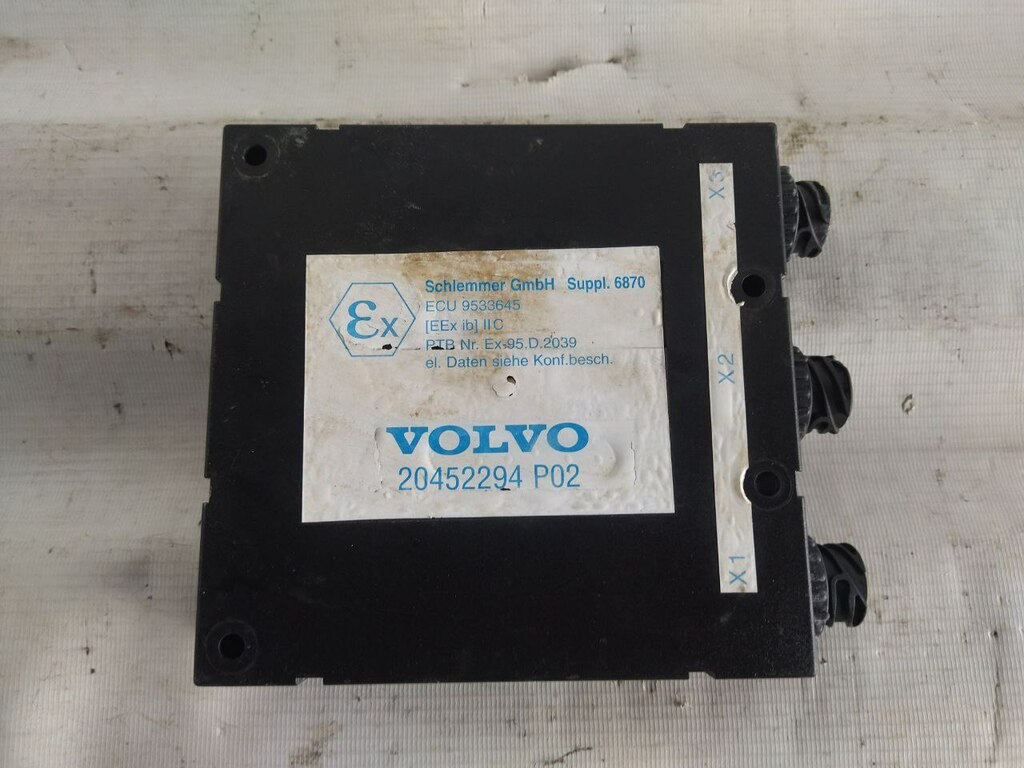 Ex
Schlemmer GmbH Suppl. 6870
ECU 9533645
[EEx ib] IIC
PTB Nr. Ex-95.D.2039
el. Daten siehe Konf.besch.
VOLVO
20452294 P02
X3
X2
X1